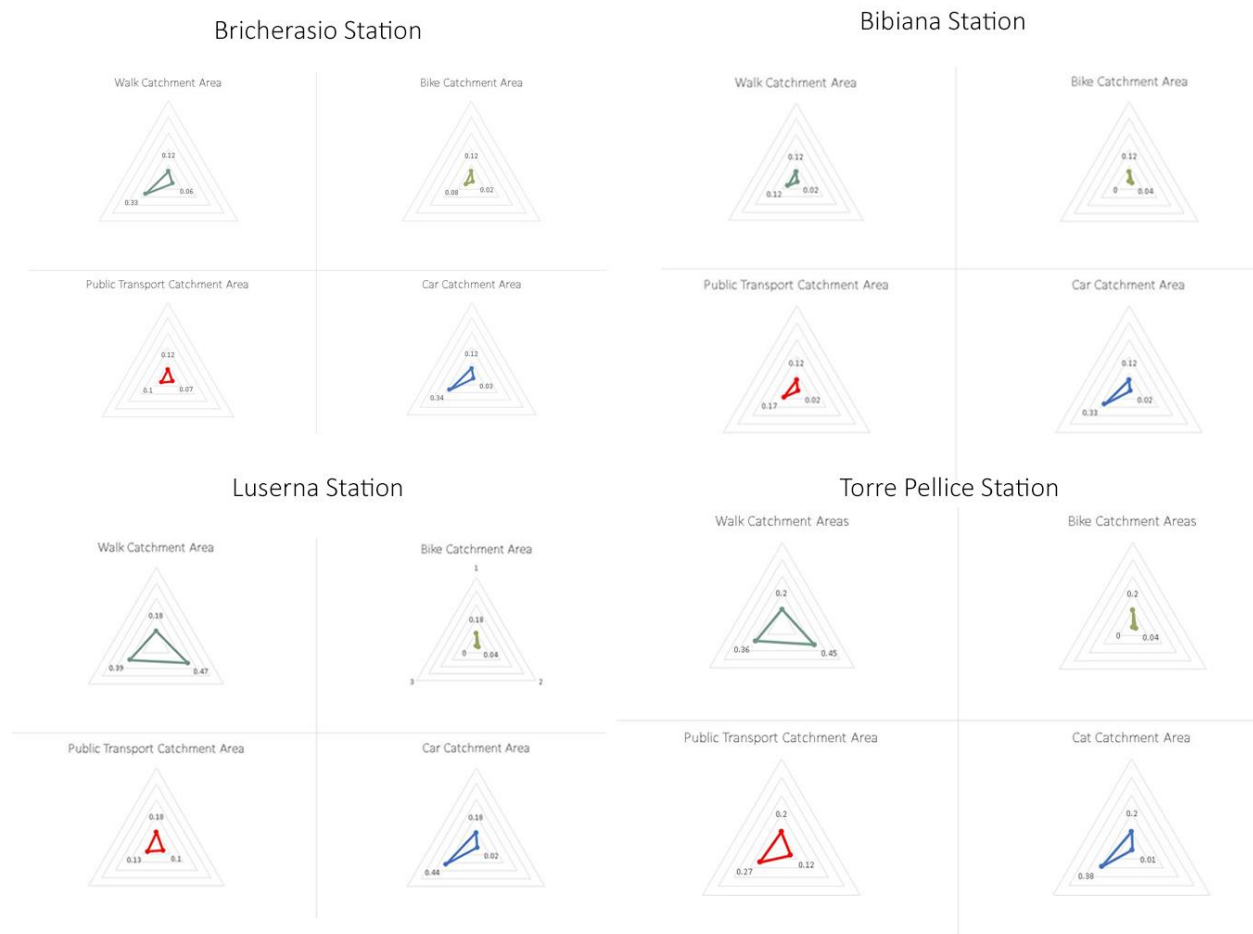 Bricherasio Station
Walk Catchment Area
0.12
0.06
0.33
Bike Catchment Area
0.12
0.02
0.08
Public Transport Catchment Area
0.12
0.07
0.1
Car Catchment Area
0.12
0.03
0.34
Bibiana Station
Walk Catchment Area
0.12
0.02
0.12
Bike Catchment Area
0.12
0.04
0
Public Transport Catchment Area
0.12
0.02
0.17
Car Catchment Area
0.12
0.02
0.33
Luserna Station
Walk Catchment Area
0.18
0.47
0.39
Bike Catchment Area
1
0.18
0.04
0
2
3
Public Transport Catchment Area
0.18
0.1
0.13
Car Catchment Area
0.18
0.02
0.44
Torre Pellice Station
Walk Catchment Areas
0.2
0.45
0.36
Bike Catchment Areas
0.2
0.04
0
Public Transport Catchment Area
0.2
0.12
0.27
Cat Catchment Area
0.2
0.01
0.38